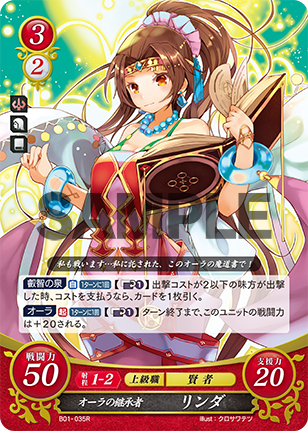 3
2
SAMPLE
私も戦います…私に託された、このオーラの魔道書で!
叡智の泉 自 1ターンに1回 【1】 出撃コストが2以下の味方が出撃
した時、コストを支払うなら、カードを1枚引く。
オーラ 起 1ターンに1回 【1】 ターン終了まで、このユニットの戦闘力
は+20される。
戦闘力
50
射程 1-2 上級職 賢者
支援力
20
オーラの継承者 リンダ
B01-035R
illust:クロサワテツ